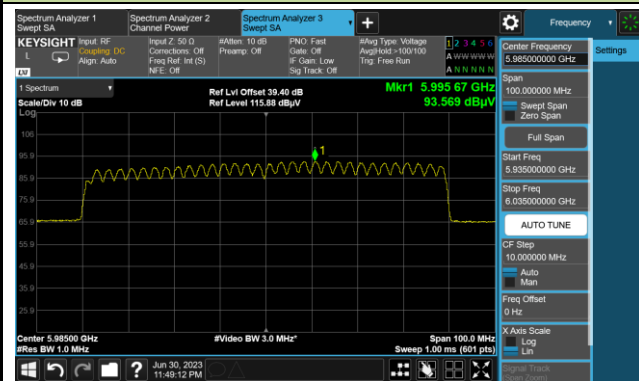 Spectrum Analyzer 1
Swept SA
Spectrum Analyzer 2
Channel Power
Spectrum Analyzer 3
Swept SA
Frequency
KEYSIGHT
L
LXI
Input: RF
Coupling: DC
Align: Auto
Input Z: 50 Ω
Corrections: Off
Freq Ref: Int (S)
NFE: Off
#Atten: 10 dB
Preamp: Off
PNO: Fast
Gate: Off
IF Gain: Low
Sig Track: Off
#Avg Type: Voltage
Avg|Hold:>100/100
Trig: Free Run
1 2 3 4 5 6
A W W W W W
A N N N N N
1 Spectrum
Scale/Div 10 dB
Log
Ref Lvl Offset 39.40 dB
Ref Level 115.88 dBµV
Mkr1 5.995 67 GHz
93.569 dBµV
1
106
95.9
85.9
75.9
65.9
55.9
45.9
35.9
25.9
Center 5.98500 GHz
#Res BW 1.0 MHz
#Video BW 3.0 MHz*
Span 100.0 MHz
Sweep 1.00 ms (601 pts)
Settings
Center Frequency
5.985000000 GHz
Span
100.000000 MHz
Swept Span
Zero Span
Full Span
Start Freq
5.935000000 GHz
Stop Freq
6.035000000 GHz
AUTO TUNE
CF Step
10.000000 MHz
Auto
Man
Freq Offset
0 Hz
X Axis Scale
Log
Lin
Signal Track
(Span Zoom)
?
Jun 30, 2023
11:49:12 PM